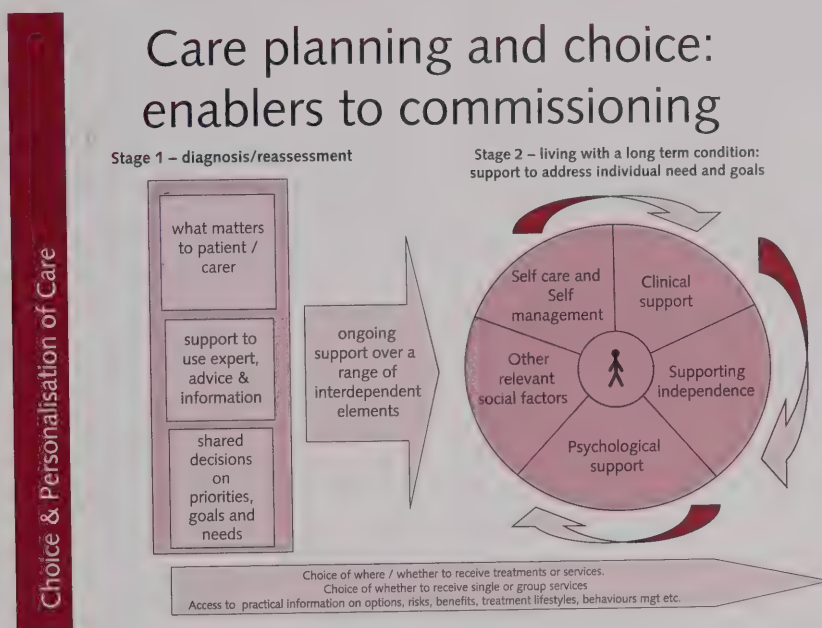 Care planning and choice:
enablers to commissioning
Choice & Personalisation of Care
Stage 1 – diagnosis/reassessment
what matters
to patient /
carer
support to
use expert,
advice &
information
shared
decisions
on
priorities,
goals and
needs
ongoing
support over a
range of
interdependent
elements
Stage 2 – living with a long term condition:
support to address individual need and goals
Self care and
Self
management
Clinical
support
Supporting
independence
Psychological
support
Other
relevant
social factors
Choice of where / whether to receive treatments or services.
Choice of whether to receive single or group services
Access to practical information on options, risks, benefits, treatment lifestyles, behaviours mgt etc.